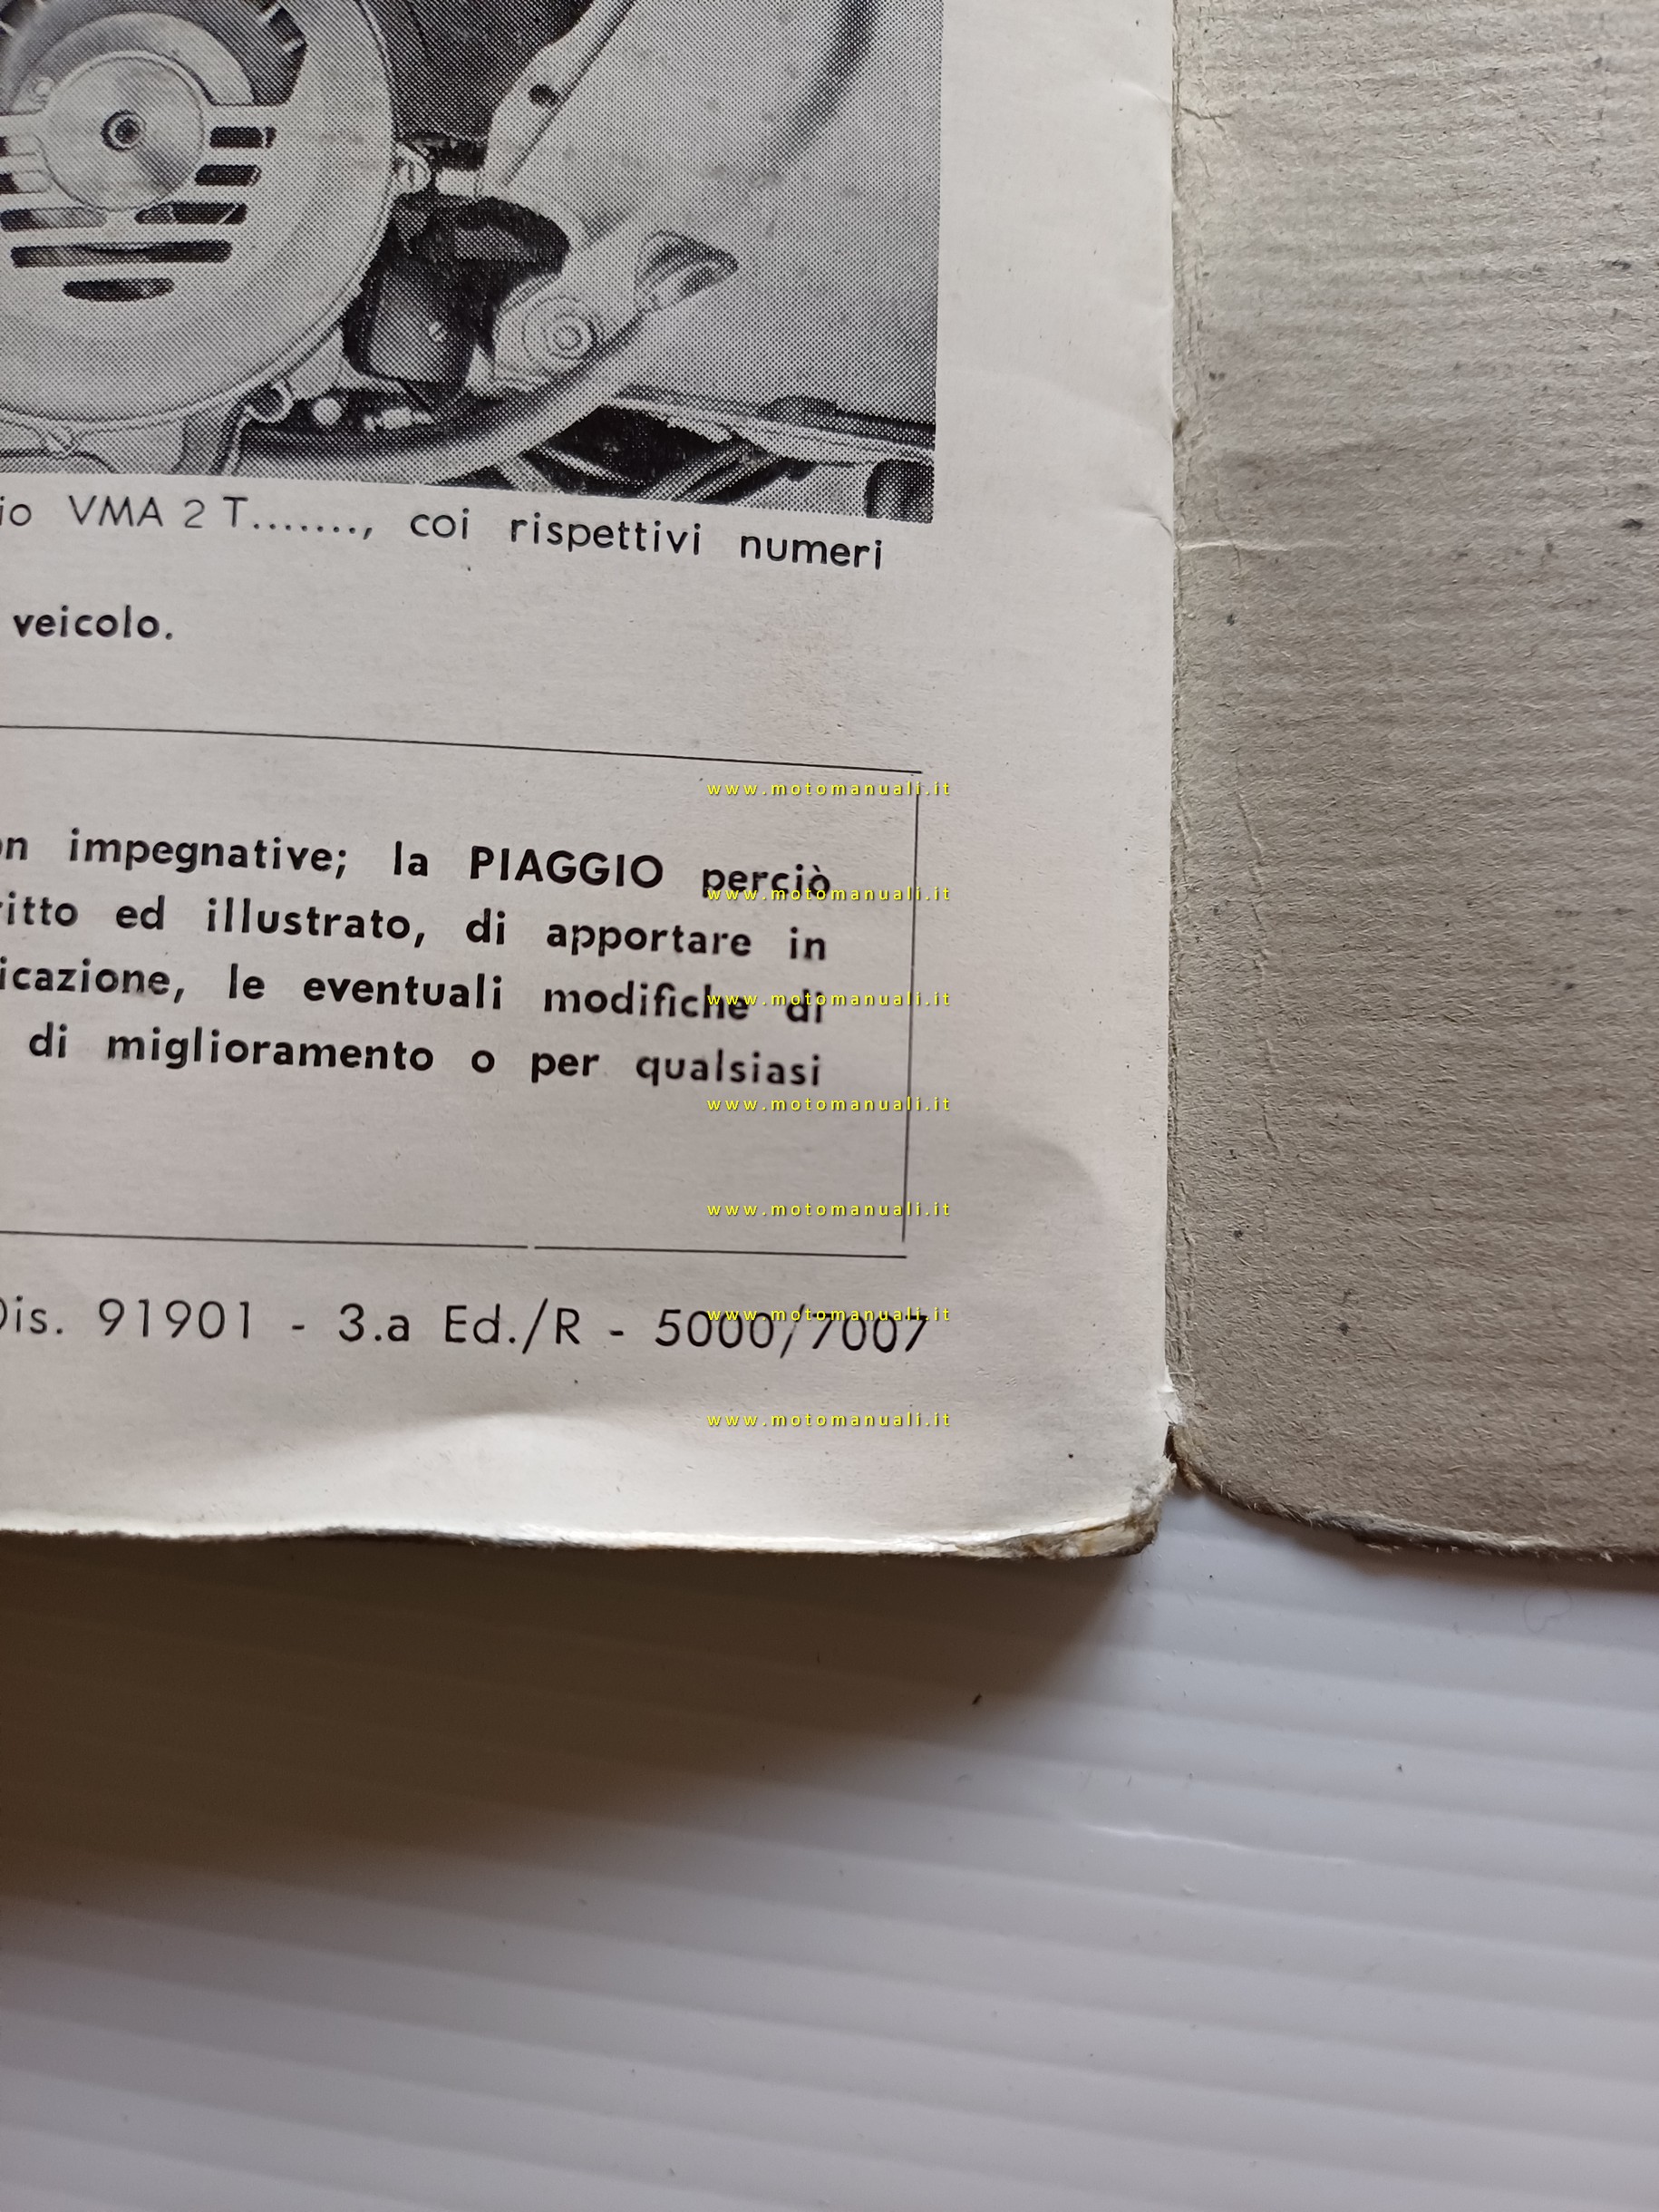 io VMA 2 T......., coi rispettivi numeri
veicolo.
on impegnative; la PIAGGIO perciò
ritto ed illustrato, di apportare in
icazione, le eventuali modifiche di
di miglioramento o per qualsiasi
Dis. 91901 - 3.a Ed./R - 5000/7007
www.motomanuali.it
www.motomanuali.it
www.motomanuali.it
www.motomanuali.it
www.motomanuali.it
www.motomanuali.it
www.motomanuali.it